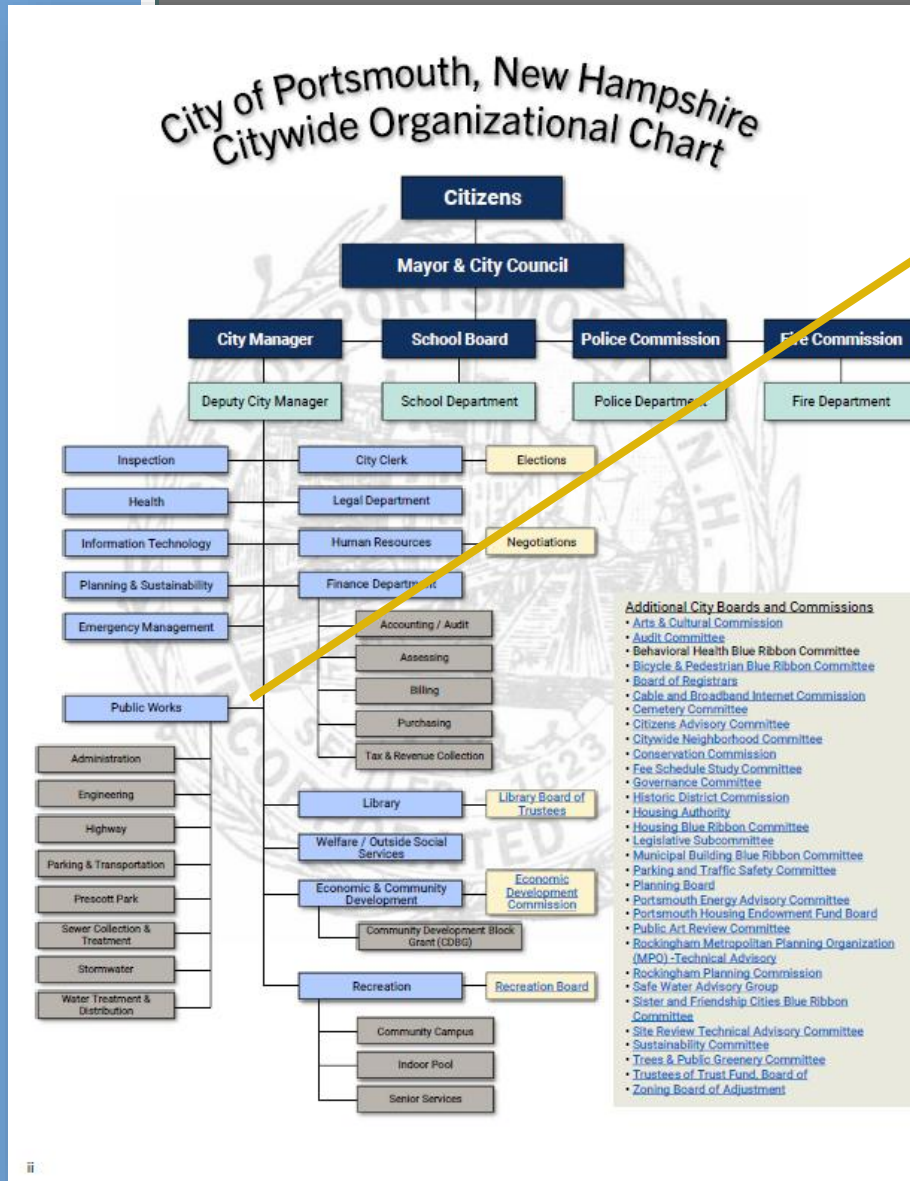 City of Portsmouth, New Hampshire
Citywide Organizational Chart
Citizens
Mayor & City Council
City Manager
School Board
Police Commission
Fire Commission
Deputy City Manager
School Department
Police Department
Fire Department
Inspection
City Clerk
Elections
Health
Legal Department
Information Technology
Human Resources
Negotiations
Planning & Sustainability
Finance Department
Emergency Management
Accounting / Audit
Assessing
Billing
Purchasing
Tax & Revenue Collection
Public Works
Administration
Engineering
Highway
Parking & Transportation
Prescott Park
Sewer Collection &
Treatment
Stormwater
Water Treatment &
Distribution
Library
Library Board of
Trustees
Welfare / Outside Social
Services
Economic & Community
Development
Economic
Development
Commission
Community Development Block
Grant (CDBG)
Recreation
Recreation Board
Community Campus
Indoor Pool
Senior Services
Additional City Boards and Commissions
• Arts & Cultural Commission
• Audit Committee
• Behavioral Health Blue Ribbon Committee
• Bicycle & Pedestrian Blue Ribbon Committee
• Board of Registrars
• Cable and Broadband Internet Commission
• Cemetery Committee
• Citizens Advisory Committee
• Citywide Neighborhood Committee
• Conservation Commission
• Fee Schedule Study Committee
• Governance Committee
• Historic District Commission
• Housing Authority
• Housing Blue Ribbon Committee
• Legislative Subcommittee
• Municipal Building Blue Ribbon Committee
• Parking and Traffic Safety Committee
• Planning Board
• Portsmouth Energy Advisory Committee
• Portsmouth Housing Endowment Fund Board
• Public Art Review Committee
• Rockingham Metropolitan Planning Organization
(MPO) -Technical Advisory
• Rockingham Planning Commission
• Safe Water Advisory Group
• Sister and Friendship Cities Blue Ribbon
Committee
• Site Review Technical Advisory Committee
• Sustainability Committee
• Trees & Public Greenery Committee
• Trustees of Trust Fund, Board of
• Zoning Board of Adjustment
ii